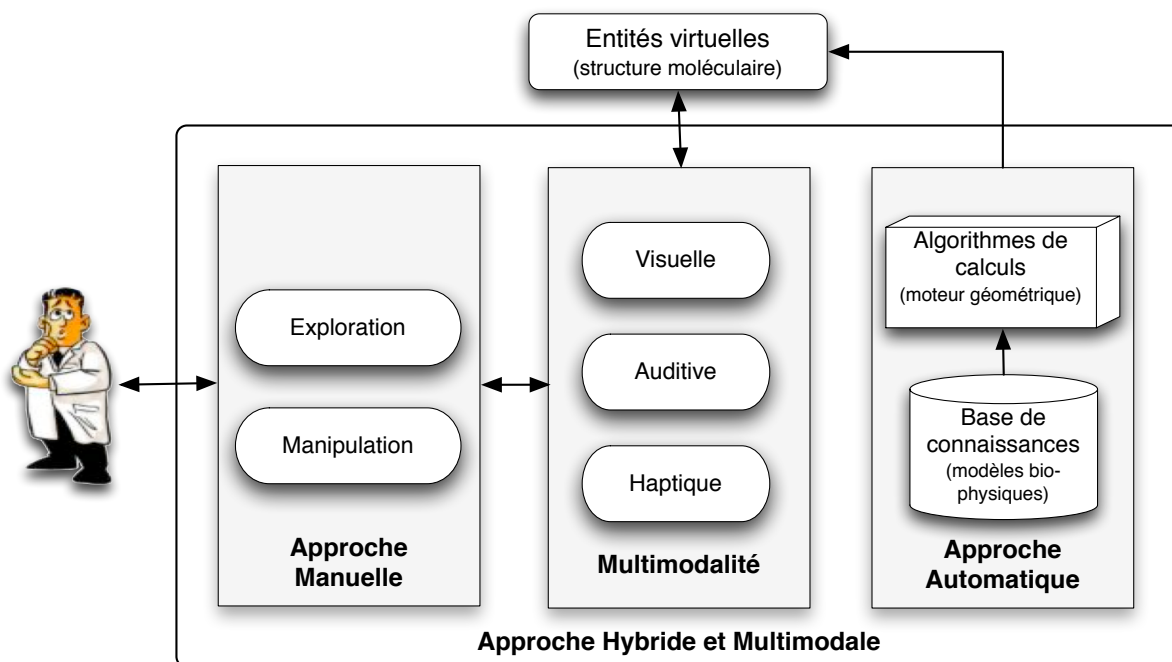 Entités virtuelles
(structure moléculaire)
Exploration
Manipulation
Approche
Manuelle
Visuelle
Auditive
Haptique
Multimodalité
Algorithmes de
calculs
(moteur géométrique)
Base de
connaissances
(modèles bio-
physiques)
Approche
Automatique
Approche Hybride et Multimodale